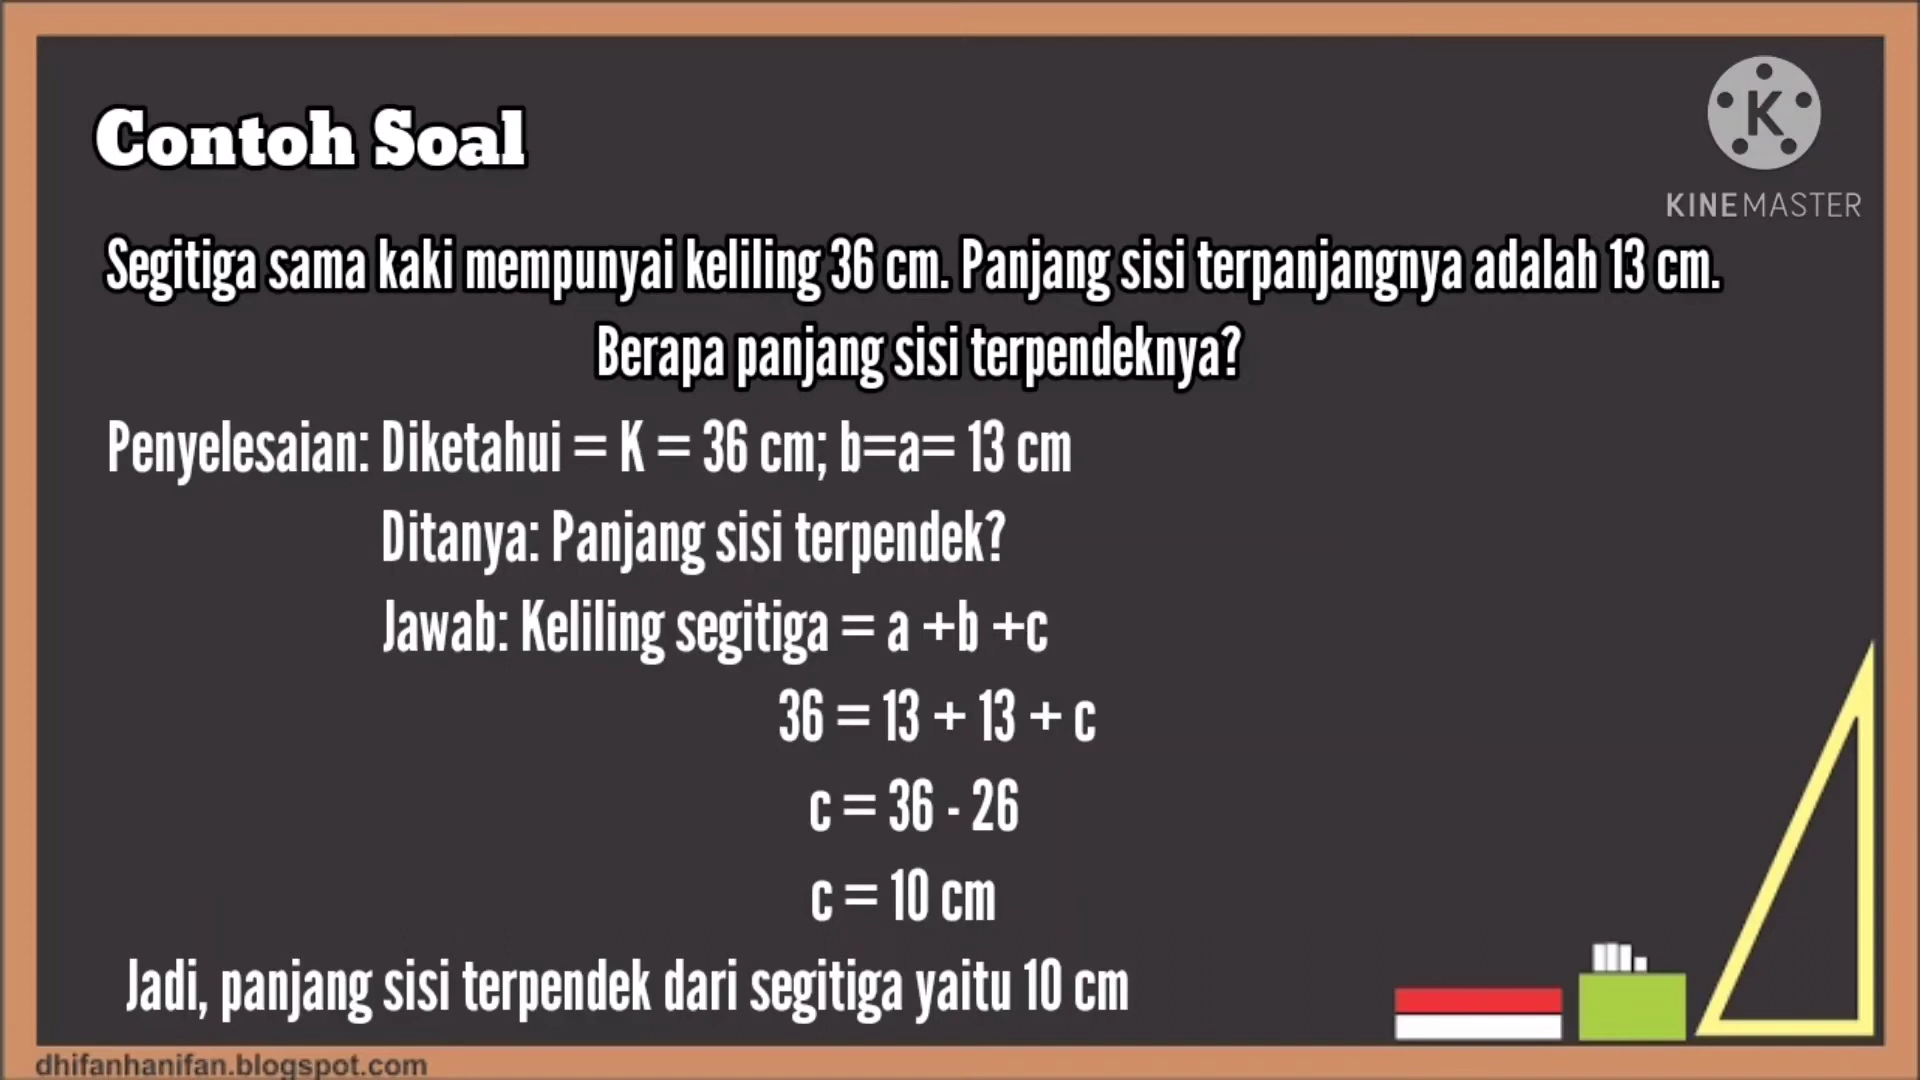 Contoh Soal
K
KINEMASTER
Segitiga sama kaki mempunyai keliling 36 cm. Panjang sisi terpanjangnya adalah 13 cm.
Berapa panjang sisi terpendeknya?
Penyelesaian: Diketahui = K = 36 cm; b=a= 13 cm
Ditanya: Panjang sisi terpendek?
Jawab: Keliling segitiga = a +b +c
36 = 13 + 13 + c
c = 36 - 26
c = 10 cm
Jadi, panjang sisi terpendek dari segitiga yaitu 10 cm
dhifanhanifan.blogspot.com